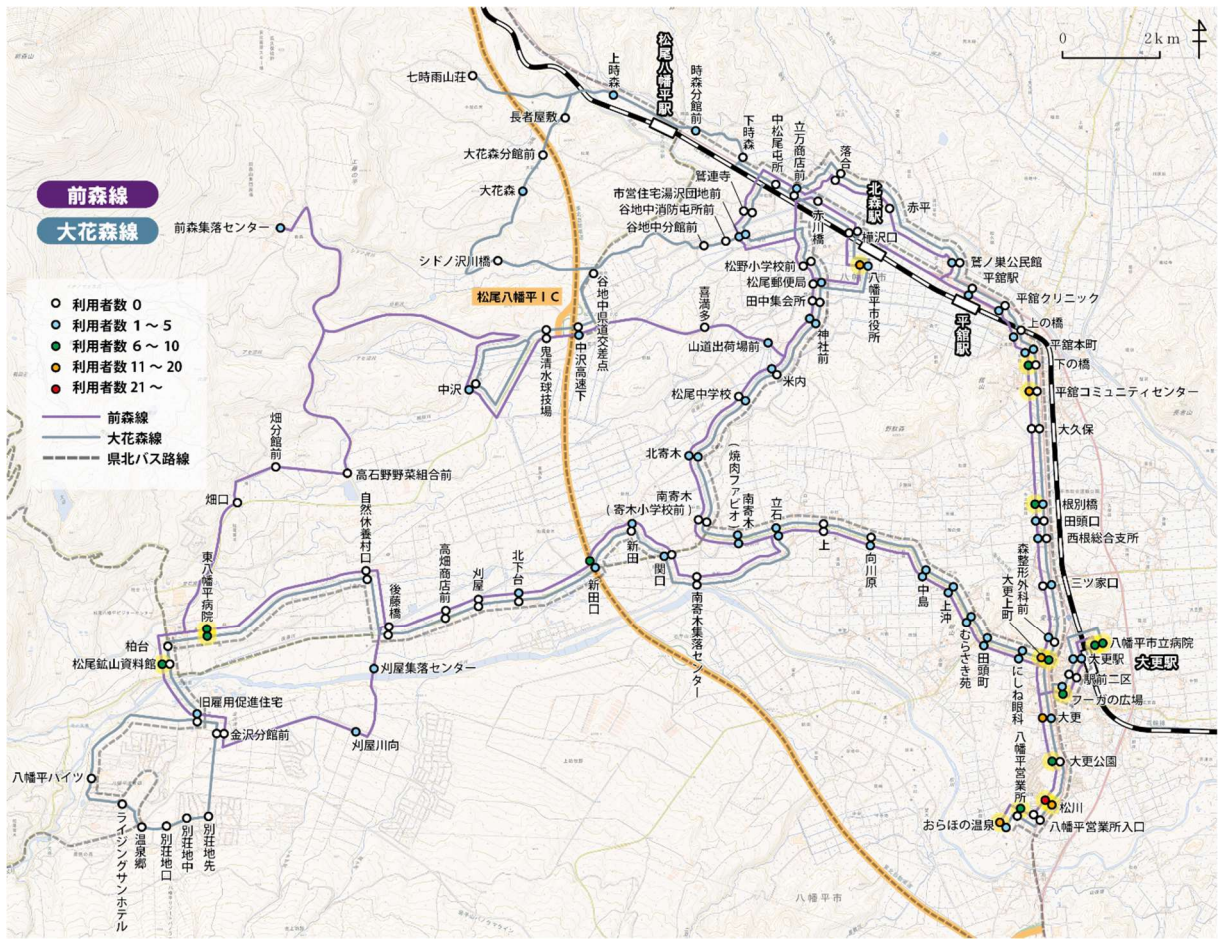 0 2km
前森線
大花森線
利用者数 0
利用者数 1～5
利用者数 6～10
利用者数 11～20
利用者数 21～
前森線
大花森線
県北バス路線
七時雨山荘
上時森
松尾八幡平駅
時森分館前
長者屋敷
大花森分館前
大花森
シドノ沢川橋
下時森
中松尾屯所
立万商店前
落合
鷲連寺
市営住宅湯沢団地前
谷地中消防屯所前
谷地中分館前
北森駅
赤平
赤川橋
樺沢口
鷲ノ巣公民館
平舘駅
前森集落センター
松尾八幡平ＩＣ
谷地中県道交差点
松野小学校前
松尾郵便局
田中集会所
八幡平市
八幡平市役所
平舘クリニック
平舘駅
上の橋
喜満多
神社前
山道出荷場前
平舘本町
下の橋
鬼清水球技場
中沢高速下
中沢
米内
松尾中学校
平舘コミュニティセンター
大久保
畑分館前
高石野野菜組合前
北寄木
(焼肉ファビオ)
南寄木
南寄木
(寄木小学校前)
立石
上
畑口
自然休養村口
根別橋
田頭口
西根総合支所
東八幡平病院
高畑商店前
刈屋
北下台
新田
関口
新田口
向川原
中島
上沖
むらさき苑
田頭町
にしね眼科
大更上町
森整形外科前
三ツ家口
後藤橋
南寄木集落センター
柏台
松尾鉱山資料館
刈屋集落センター
八幡平市立病院
大更駅
大更駅
駅前二区
フーガの広場
旧雇用促進住宅
金沢分館前
刈屋川向
大更
八幡平ハイツ
ライジングサンホテル
温泉郷
別荘地口
別荘地中
別荘地先
八幡平営業所
大更公園
松川
おらほの温泉
八幡平営業所入口
八幡平市